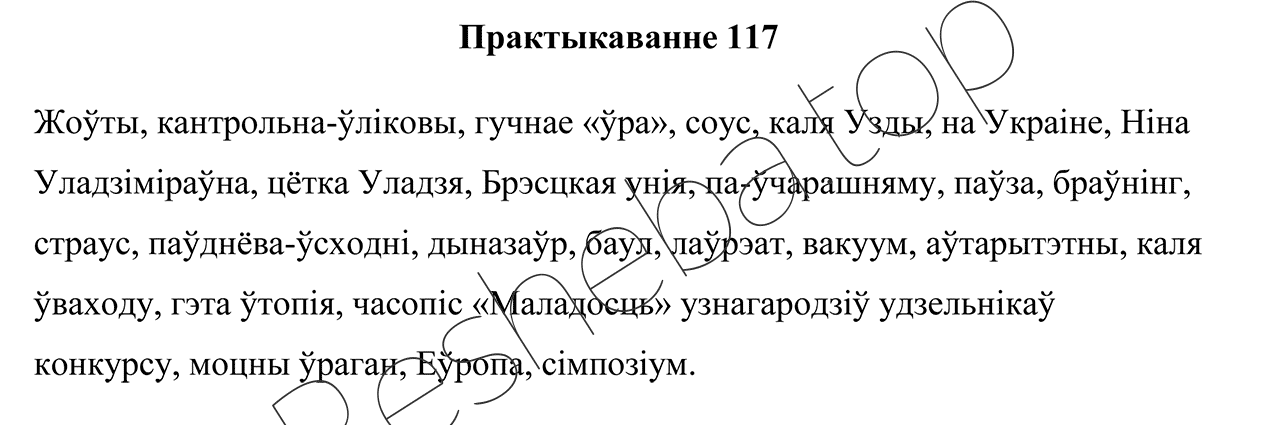 Практыкаванне 117
Жоўты, кантрольна-ўліковы, гучнае «ўра», соус, каля Узды, на Украіне, Ніна
Уладзіміраўна, цётка Уладзя, Брэсцкая унія, па-ўчарашняму, паўза, браўнінг,
страус, паўднёва-ўсходні, дыназаўр, баул, лаўрэат, вакуум, аўтарытэтны, каля
ўваходу, гэта ўтопія, часопіс «Маладосць» узнагародзіў удзельнікаў
конкурсу, моцны ўраган, Еўропа, сімпозіум.
Resheba top